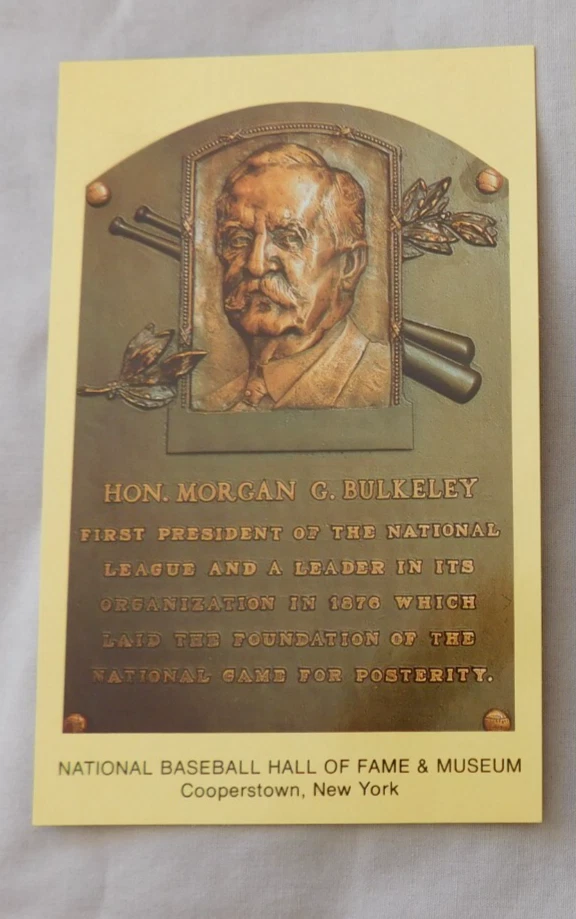 HON. MORGAN G. BULKELEY
FIRST PRESIDENT OF THE NATIONAL
LEAGUE AND A LEADER IN ITS
ORGANIZATION IN 1876 WHICH
LAID THE FOUNDATION OF THE
NATIONAL GAME FOR POSTERITY.
NATIONAL BASEBALL HALL OF FAME & MUSEUM
Cooperstown, New York